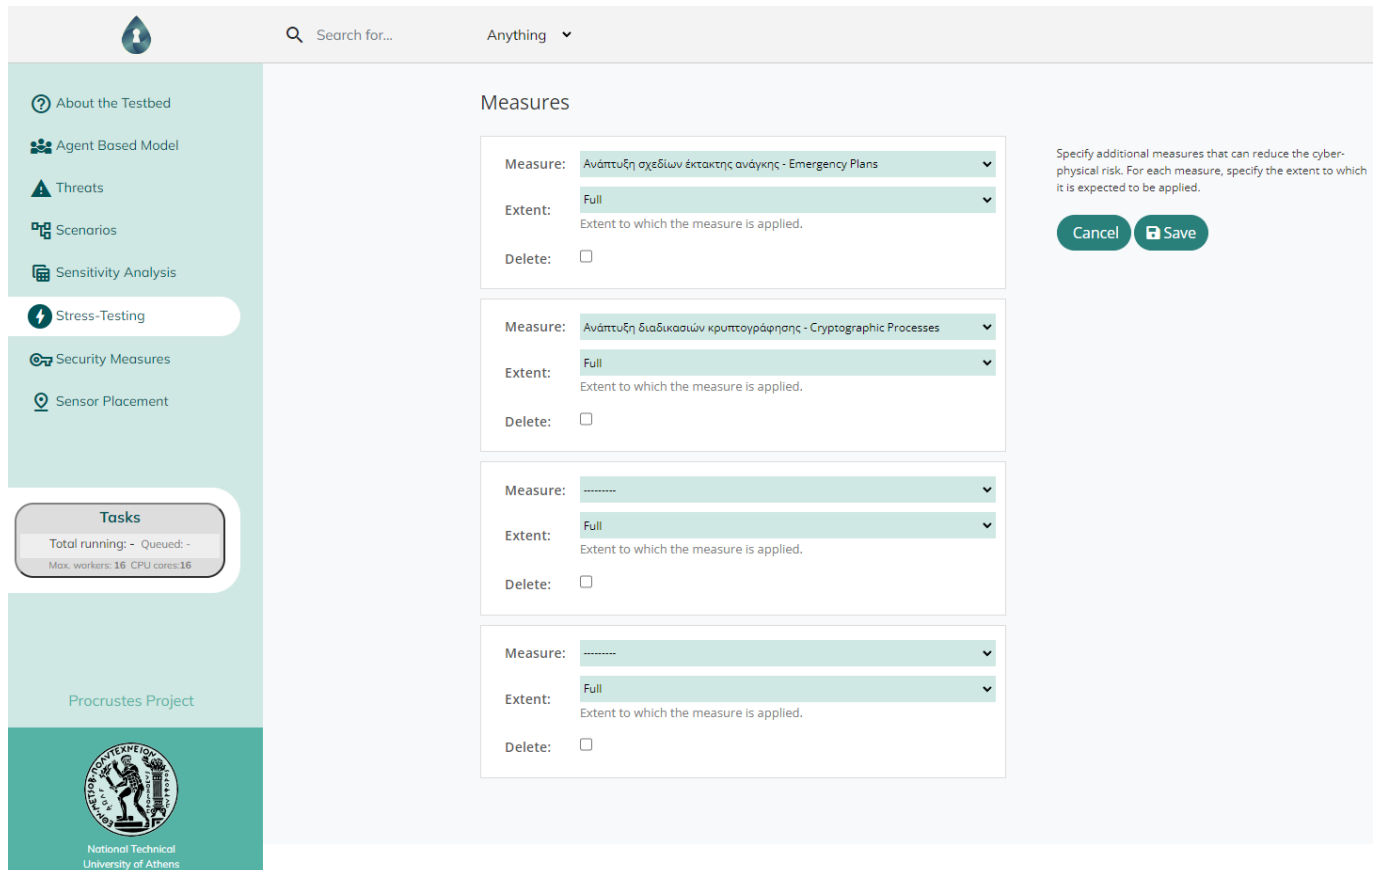 Search for...
Anything
About the Testbed
Agent Based Model
Threats
Scenarios
Sensitivity Analysis
Stress-Testing
Security Measures
Sensor Placement
Tasks
Total running: - Queued: -
Max. workers: 16 CPU cores:16
Procrustes Project
National Technical
University of Athens
Measures
Measure: Ανάπτυξη σχεδίων έκτακτης ανάγκης - Emergency Plans
Extent: Full
Extent to which the measure is applied.
Delete:
Measure: Ανάπτυξη διαδικασιών κρυπτογράφησης - Cryptographic Processes
Extent: Full
Extent to which the measure is applied.
Delete:
Measure: ---------
Extent: Full
Extent to which the measure is applied.
Delete:
Measure: ---------
Extent: Full
Extent to which the measure is applied.
Delete:
Specify additional measures that can reduce the cyber-
physical risk. For each measure, specify the extent to which
it is expected to be applied.
Cancel
Save